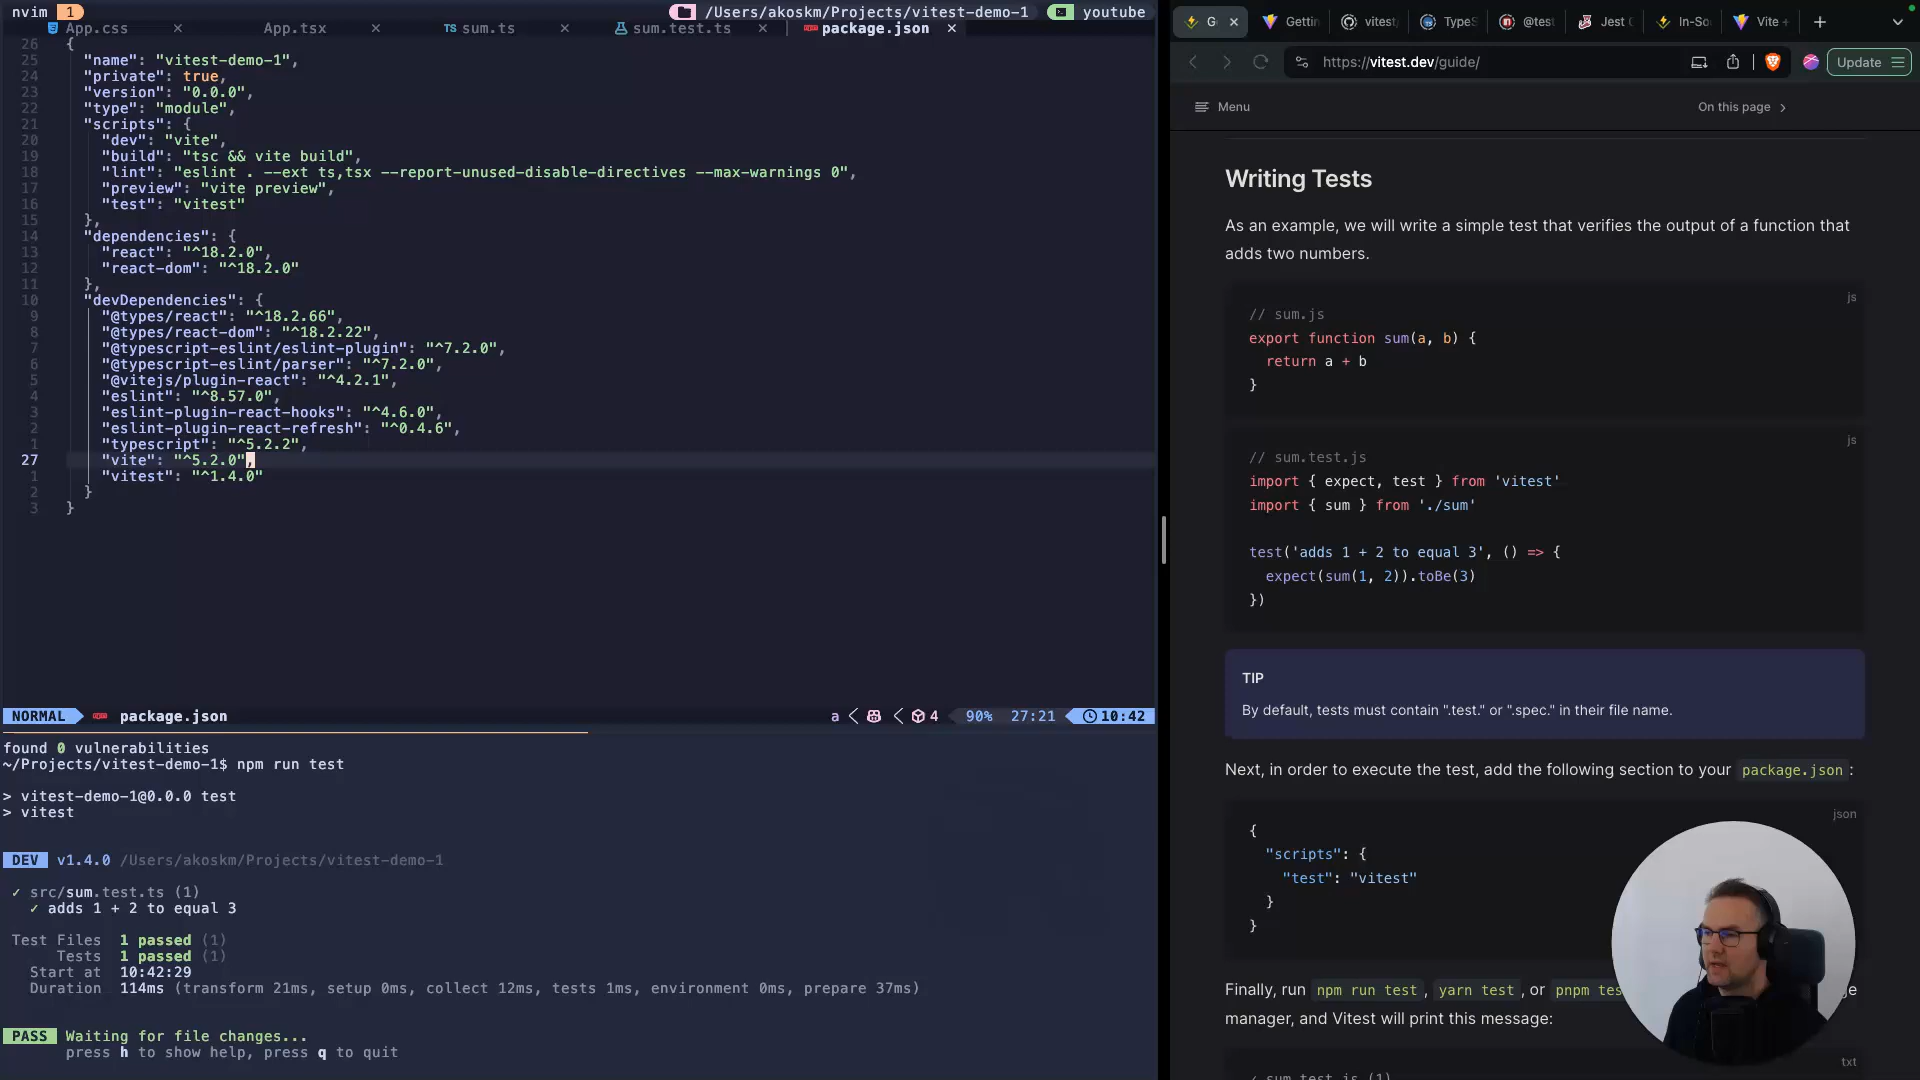 nvim 1 /Users/akoskm/Projects/vitest-demo-1 youtube
App.css App.tsx TS sum.ts sum.test.ts package.json
26 {
25 "name": "vitest-demo-1",
24 "private": true,
23 "version": "0.0.0",
22 "type": "module",
21 "scripts": {
20 "dev": "vite",
19 "build": "tsc && vite build",
18 "lint": "eslint . --ext ts,tsx --report-unused-disable-directives --max-warnings 0",
17 "preview": "vite preview",
16 "test": "vitest"
15 },
14 "dependencies": {
13 "react": "^18.2.0",
12 "react-dom": "^18.2.0"
11 },
10 "devDependencies": {
9 "@types/react": "^18.2.66",
8 "@types/react-dom": "^18.2.22",
7 "@typescript-eslint/eslint-plugin": "^7.2.0",
6 "@typescript-eslint/parser": "^7.2.0",
5 "@vitejs/plugin-react": "^4.2.1",
4 "eslint": "^8.57.0",
3 "eslint-plugin-react-hooks": "^4.6.0",
2 "eslint-plugin-react-refresh": "^0.4.6",
1 "typescript": "^5.2.2",
27 "vite": "^5.2.0",
1 "vitest": "^1.4.0"
2 }
3 }
NORMAL package.json a 4 90% 27:21 10:42
found 0 vulnerabilities
~/Projects/vitest-demo-1$ npm run test
> vitest-demo-1@0.0.0 test
> vitest
DEV v1.4.0 /Users/akoskm/Projects/vitest-demo-1
✓ src/sum.test.ts (1)
✓ adds 1 + 2 to equal 3
Test Files 1 passed (1)
Tests 1 passed (1)
Start at 10:42:29
Duration 114ms (transform 21ms, setup 0ms, collect 12ms, tests 1ms, environment 0ms, prepare 37ms)
PASS Waiting for file changes...
press h to show help, press q to quit
G Gettin vitest TypeS @test Jest In-So Vite
https://vitest.dev/guide/ Update
Menu On this page
Writing Tests
As an example, we will write a simple test that verifies the output of a function that
adds two numbers.
js
// sum.js
export function sum(a, b) {
return a + b
}
js
// sum.test.js
import { expect, test } from 'vitest'
import { sum } from './sum'
test('adds 1 + 2 to equal 3', () => {
expect(sum(1, 2)).toBe(3)
})
TIP
By default, tests must contain ".test." or ".spec." in their file name.
Next, in order to execute the test, add the following section to your package.json :
json
{
"scripts": {
"test": "vitest"
}
}
Finally, run npm run test , yarn test , or pnpm tes
manager, and Vitest will print this message:
txt
✓ sum.test.js (1)